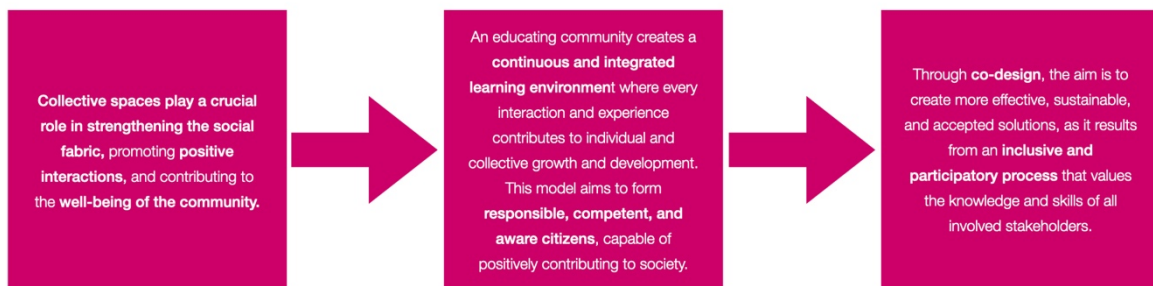 Collective spaces play a crucial
role in strengthening the social
fabric, promoting positive
interactions, and contributing to
the well-being of the community.
An educating community creates a
continuous and integrated
learning environment where every
interaction and experience
contributes to individual and
collective growth and development.
This model aims to form
responsible, competent, and
aware citizens, capable of
positively contributing to society.
Through co-design, the aim is to
create more effective, sustainable,
and accepted solutions, as it results
from an inclusive and
participatory process that values
the knowledge and skills of all
involved stakeholders.